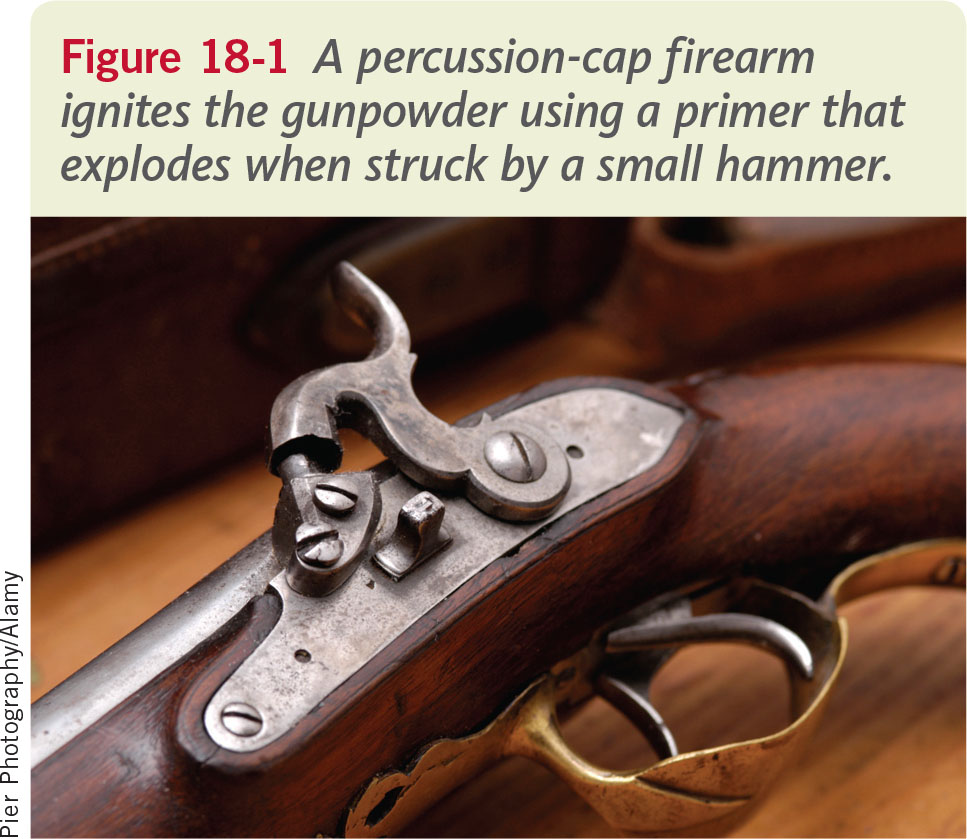 Figure 18-1 A percussion-cap firearm
ignites the gunpowder using a primer that
explodes when struck by a small hammer.
Pier Photography/Alamy